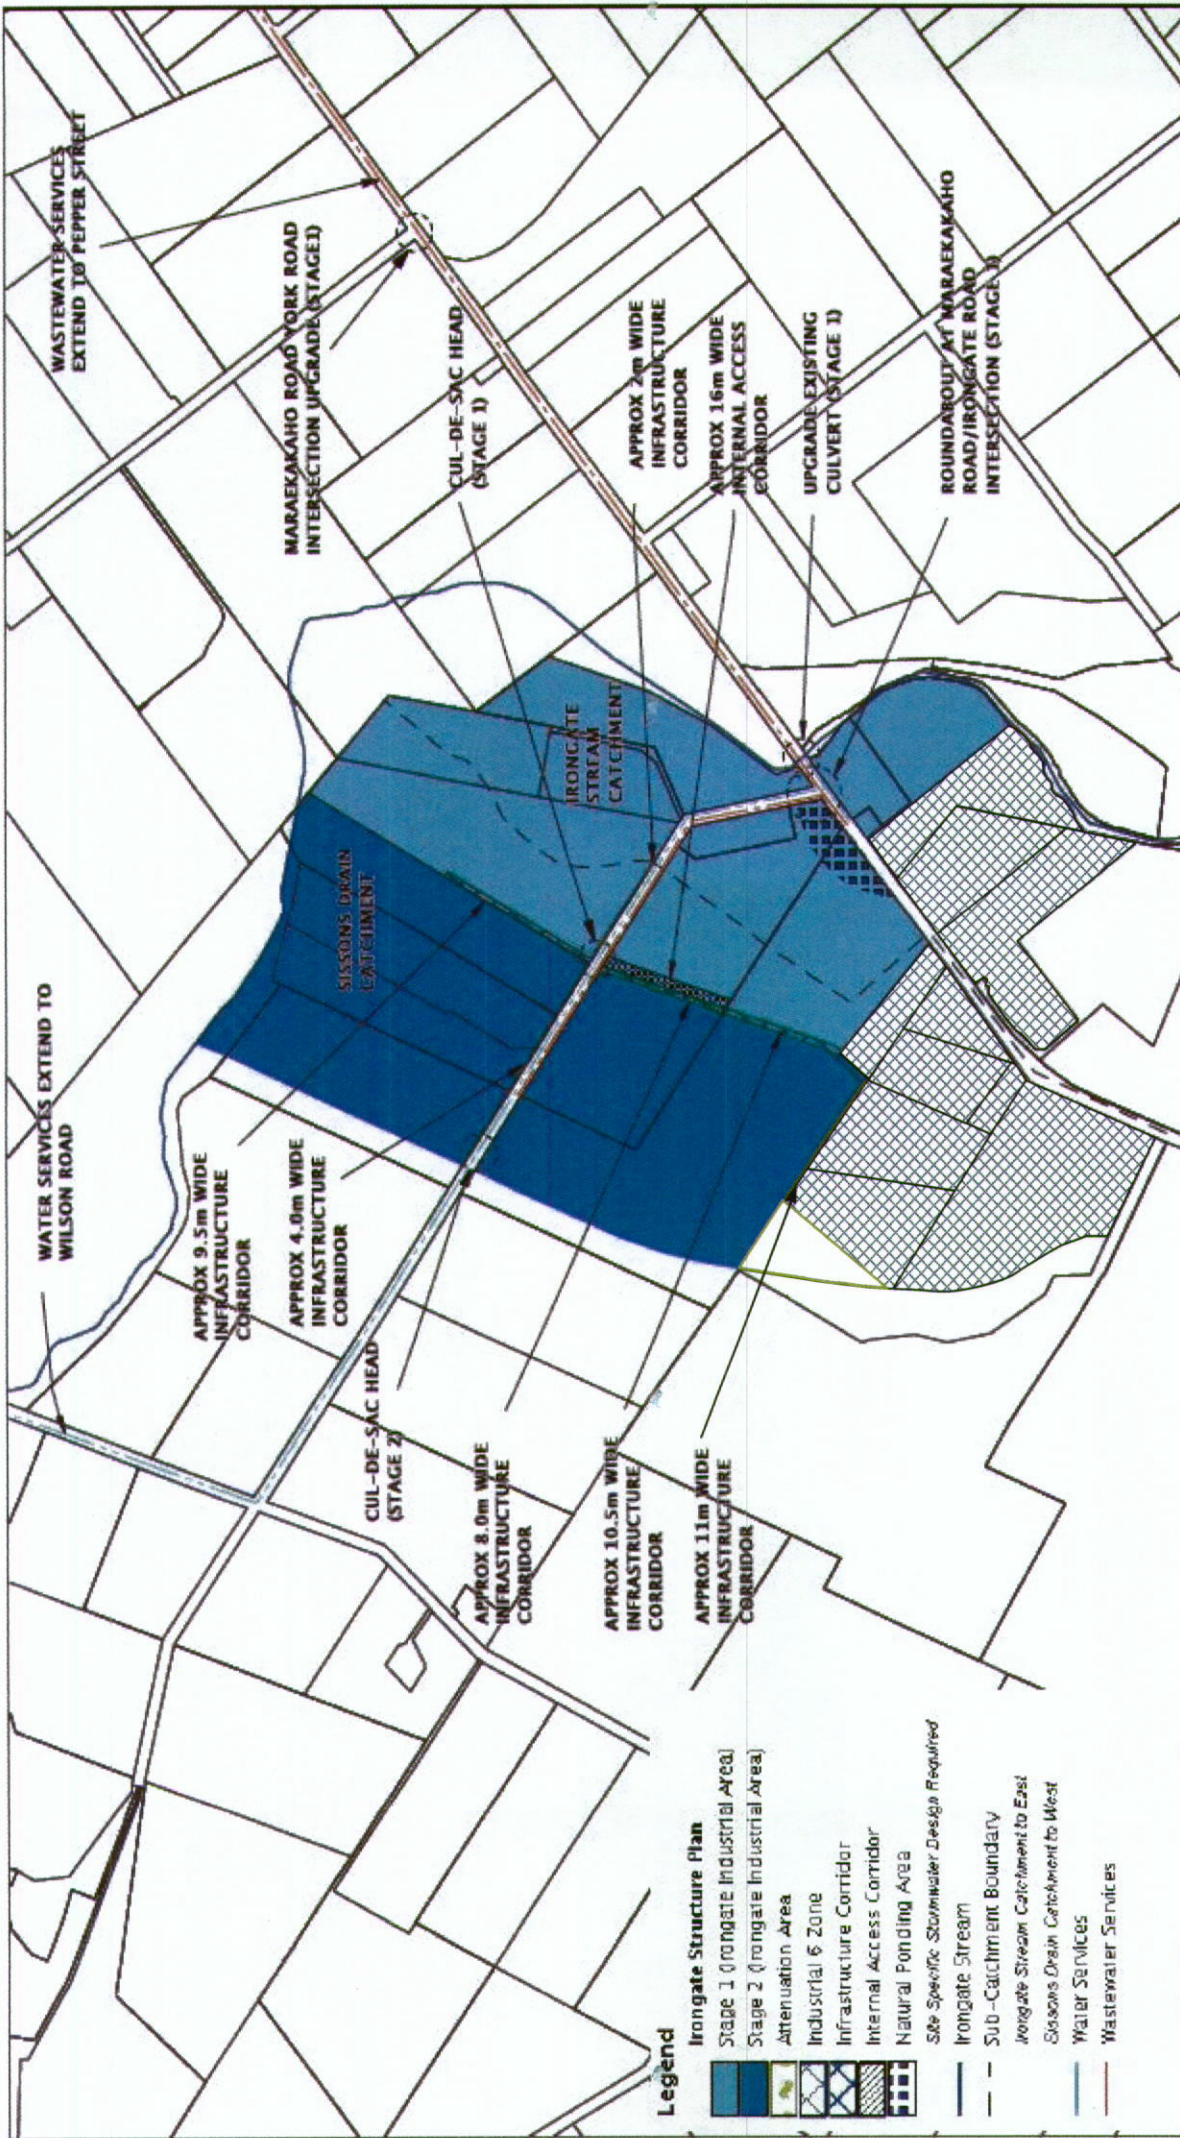 WASTEWATER SERVICES
EXTEND TO PEPPER STREET
MARAEKAKAHO ROAD YORK ROAD
INTERSECTION UPGRADE (STAGE1)
CUL-DE-SAC HEAD
(STAGE 1)
APPROX 2m WIDE
INFRASTRUCTURE
CORRIDOR
APPROX 16m WIDE
INTERNAL ACCESS
CORRIDOR
UPGRADE EXISTING
CULVERT (STAGE 1)
ROUNDABOUT AT MARAEKAKAHO
ROAD/IRONGATE ROAD
INTERSECTION (STAGE 1)
IRONGATE
STREAM
CATCHMENT
SISSONS DRAIN
CATCHMENT
WATER SERVICES EXTEND TO
WILSON ROAD
APPROX 9.5m WIDE
INFRASTRUCTURE
CORRIDOR
APPROX 4.0m WIDE
INFRASTRUCTURE
CORRIDOR
CUL-DE-SAC HEAD
(STAGE 2)
APPROX 8.0m WIDE
INFRASTRUCTURE
CORRIDOR
APPROX 10.5m WIDE
INFRASTRUCTURE
CORRIDOR
APPROX 11m WIDE
INFRASTRUCTURE
CORRIDOR
Legend
Irongate Structure Plan
Stage 1 (Irongate Industrial Area)
Stage 2 (Irongate Industrial Area)
Attenuation Area
Industrial 6 Zone
Infrastructure Corridor
Internal Access Corridor
Natural Ponding Area
Site Specific Stormwater Design Required
Irongate Stream
Sub-Catchment Boundary
Irongate Stream Catchment to East
Sissons Drain Catchment to West
Water Services
Wastewater Services